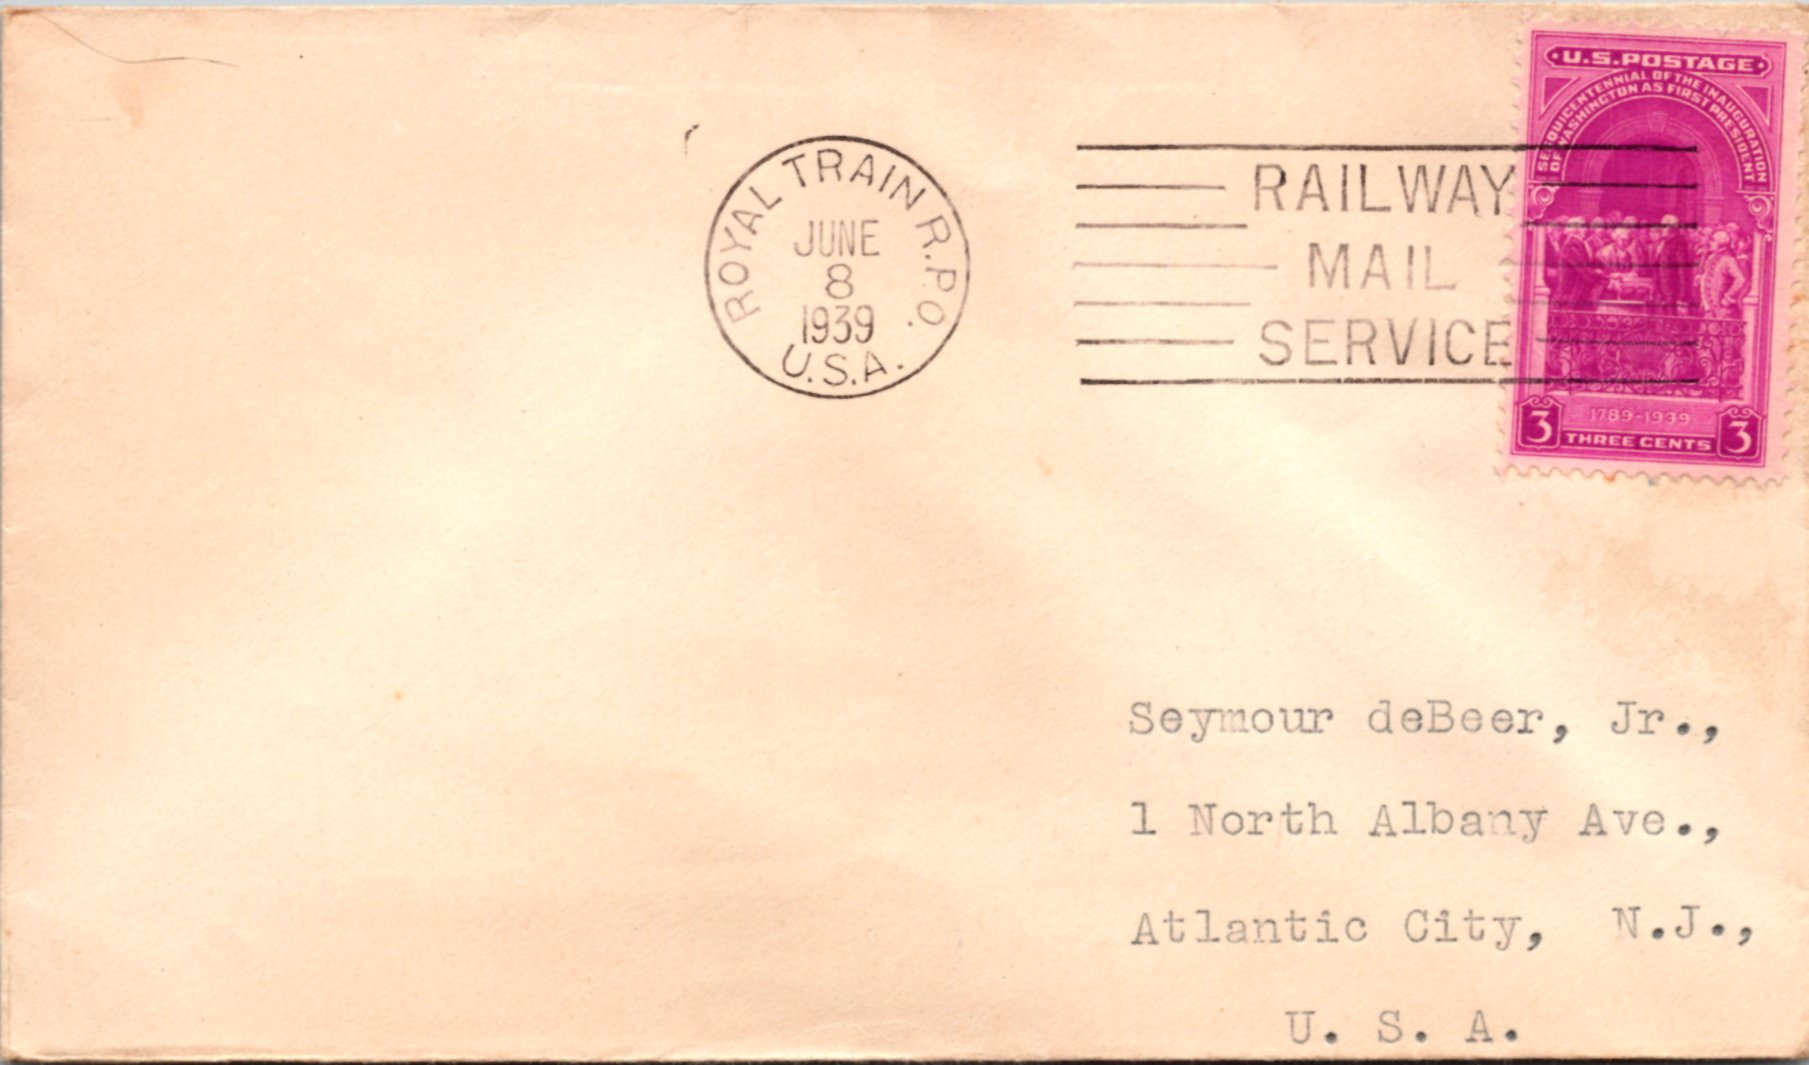 U.S. POSTAGE
SESQUICENTENNIAL OF THE INAUGURATION
OF WASHINGTON AS FIRST PRESIDENT
1789-1939
3 THREE CENTS 3
ROYAL TRAIN R.P.O.
JUNE
8
1939
U.S.A.
RAILWAY
MAIL
SERVICE
Seymour deBeer, Jr.,
1 North Albany Ave.,
Atlantic City, N.J.,
U. S. A.